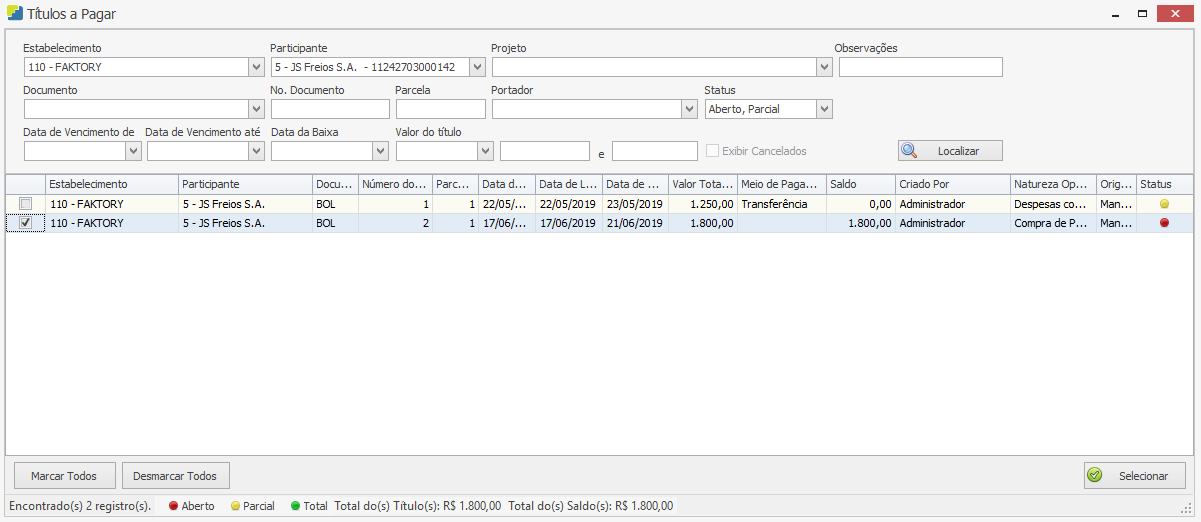 Títulos a Pagar
Estabelecimento Participante Projeto Observações
110 - FAKTORY 5 - JS Freios S.A. - 11242703000142
Documento No. Documento Parcela Portador Status
Aberto, Parcial
Data de Vencimento de Data de Vencimento até Data da Baixa Valor do título
e Exibir Cancelados Localizar
Estabelecimento Participante Docu... Número do... Parc... Data d... Data de L... Data de ... Valor Tota... Meio de Paga... Saldo Criado Por Natureza Op... Orig... Status
110 - FAKTORY 5 - JS Freios S.A. BOL 1 1 22/05/... 22/05/2019 23/05/2019 1.250,00 Transferência 0,00 Administrador Despesas co... Man...
110 - FAKTORY 5 - JS Freios S.A. BOL 2 1 17/06/... 17/06/2019 21/06/2019 1.800,00 1.800,00 Administrador Compra de P... Man...
Marcar Todos Desmarcar Todos Selecionar
Encontrado(s) 2 registro(s). Aberto Parcial Total Total do(s) Título(s): R$ 1.800,00 Total do(s) Saldo(s): R$ 1.800,00